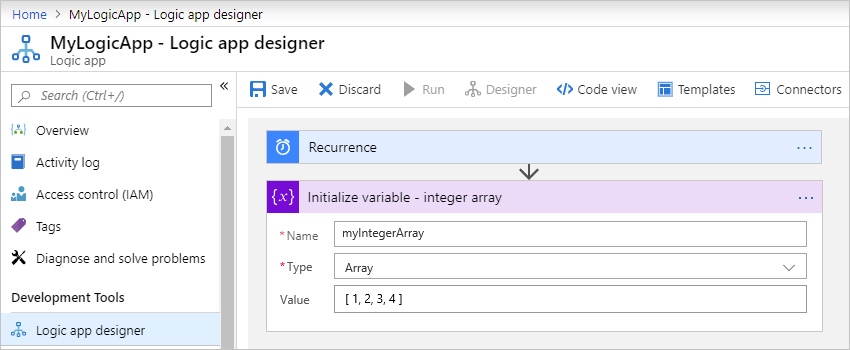 Home > MyLogicApp - Logic app designer
MyLogicApp - Logic app designer
Logic app
Search (Ctrl+/)
«
Overview
Activity log
Access control (IAM)
Tags
Diagnose and solve problems
Development Tools
Logic app designer
Save Discard Run Designer </> Code view Templates Connectors
Recurrence ...
{x} Initialize variable - integer array ...
* Name myIntegerArray
* Type Array
Value [ 1, 2, 3, 4 ]